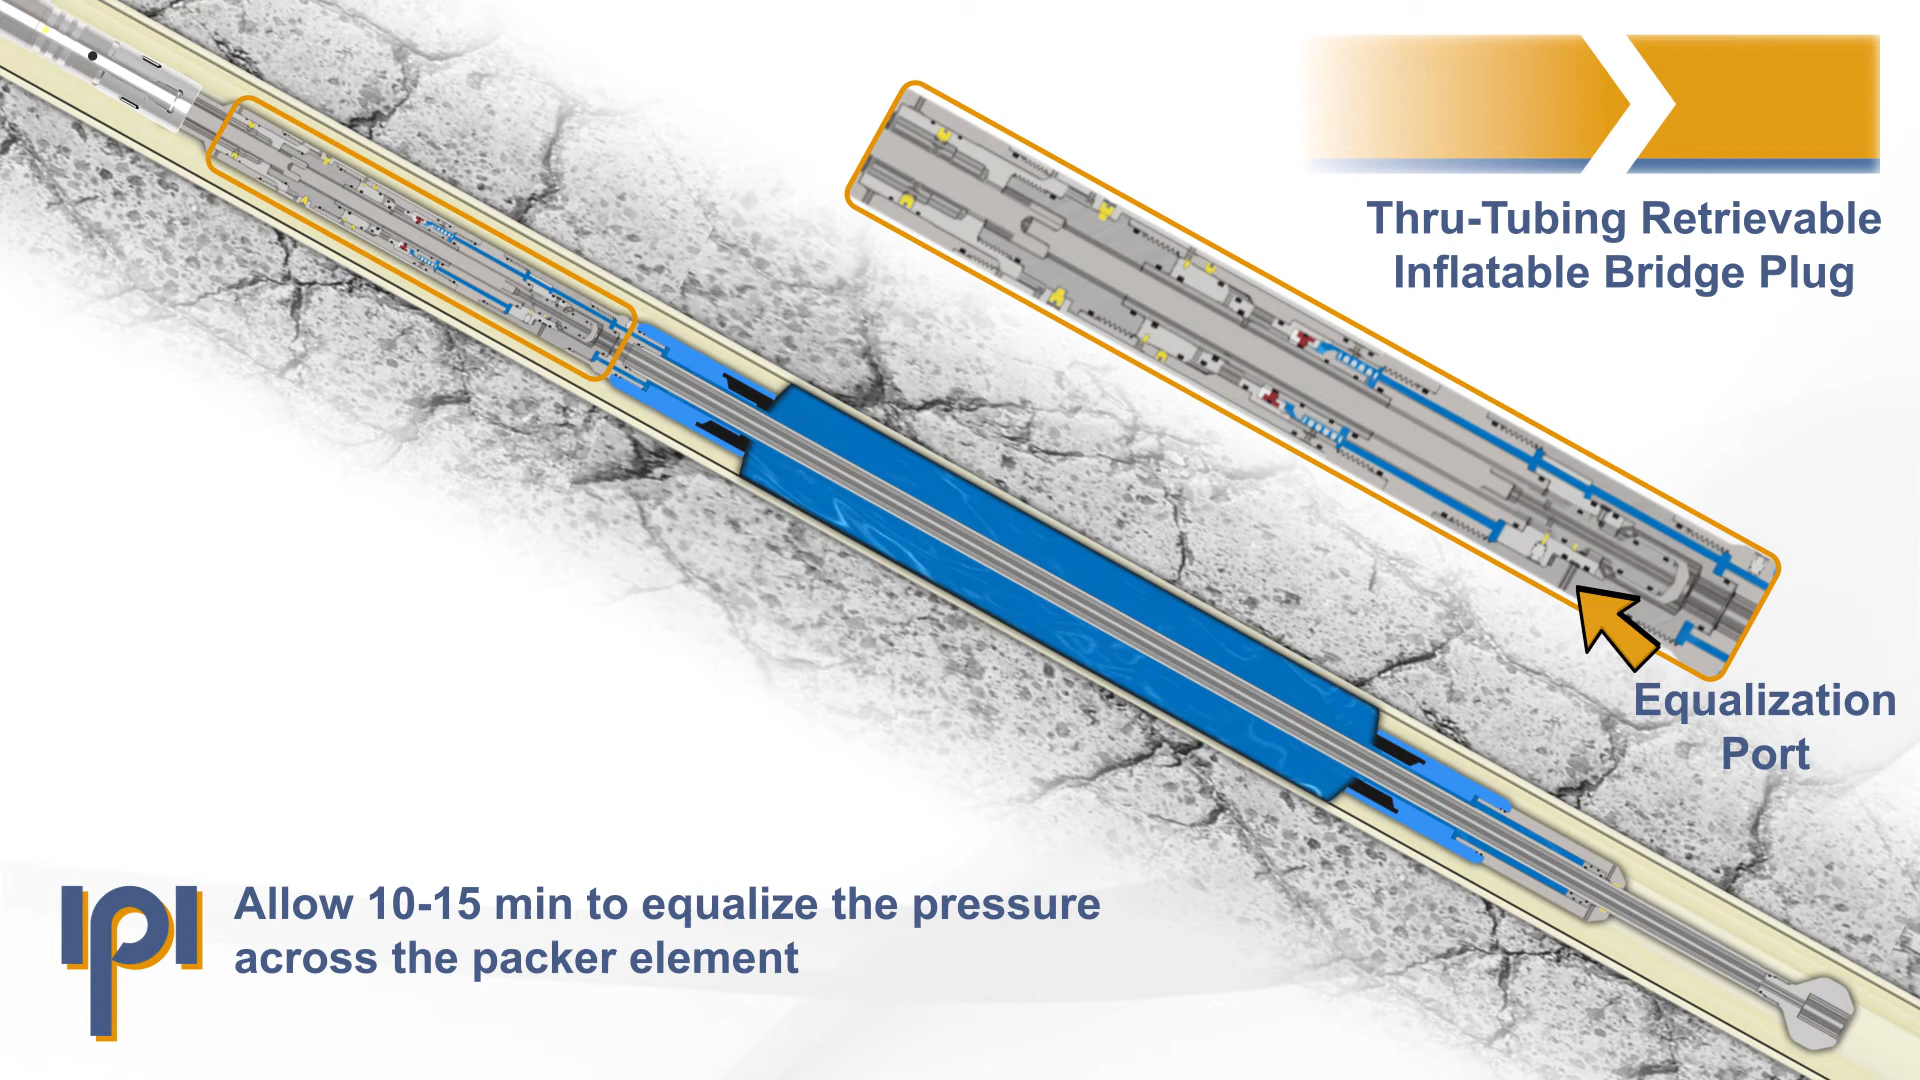 Thru-Tubing Retrievable
Inflatable Bridge Plug
Equalization
Port
IPI
Allow 10-15 min to equalize the pressure
across the packer element